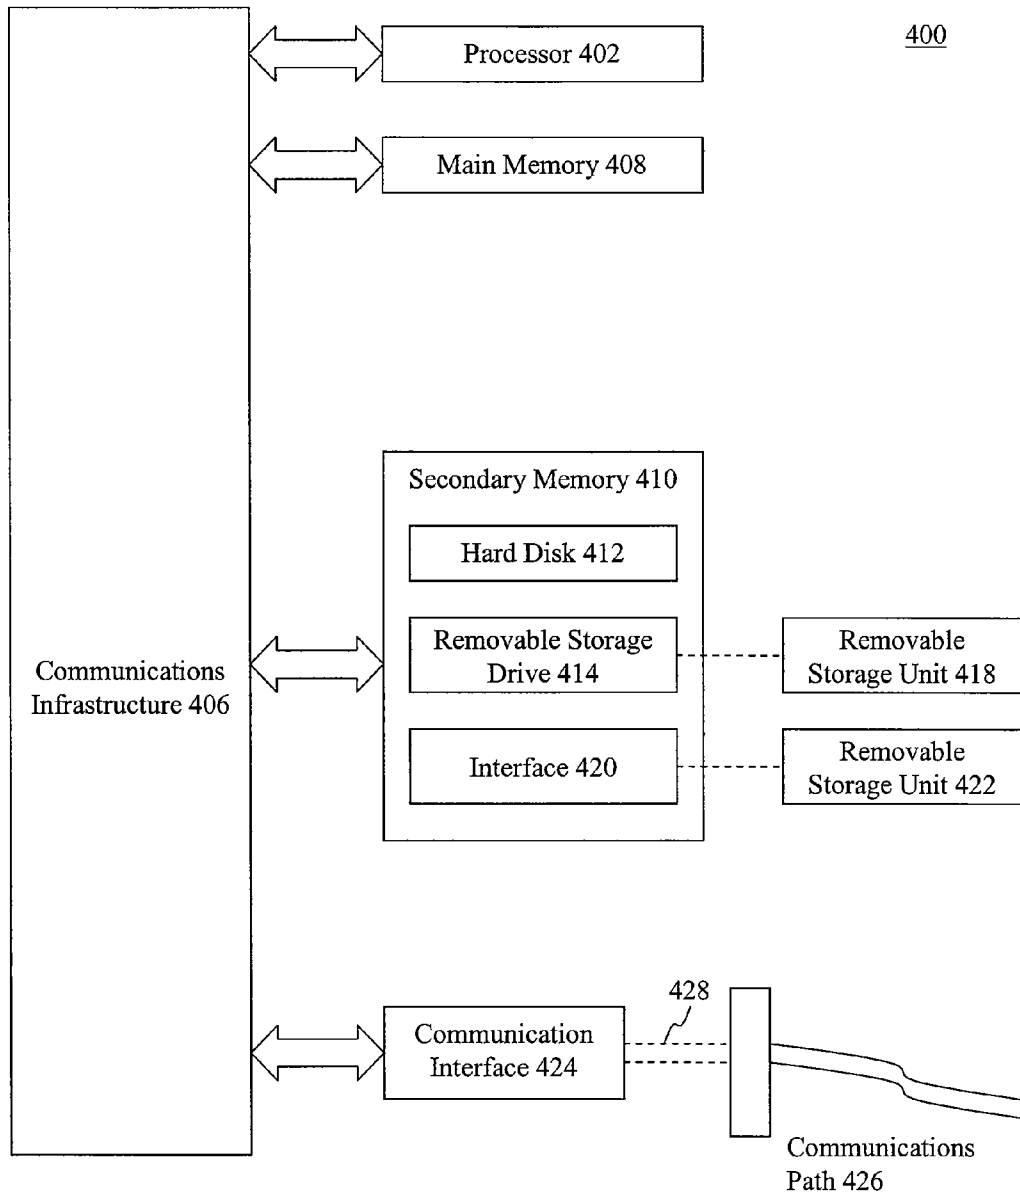 400
Processor 402
Main Memory 408
Secondary Memory 410
Hard Disk 412
Removable Storage
Drive 414
Removable
Storage Unit 418
Communications
Infrastructure 406
Interface 420
Removable
Storage Unit 422
428
Communication
Interface 424
Communications
Path 426